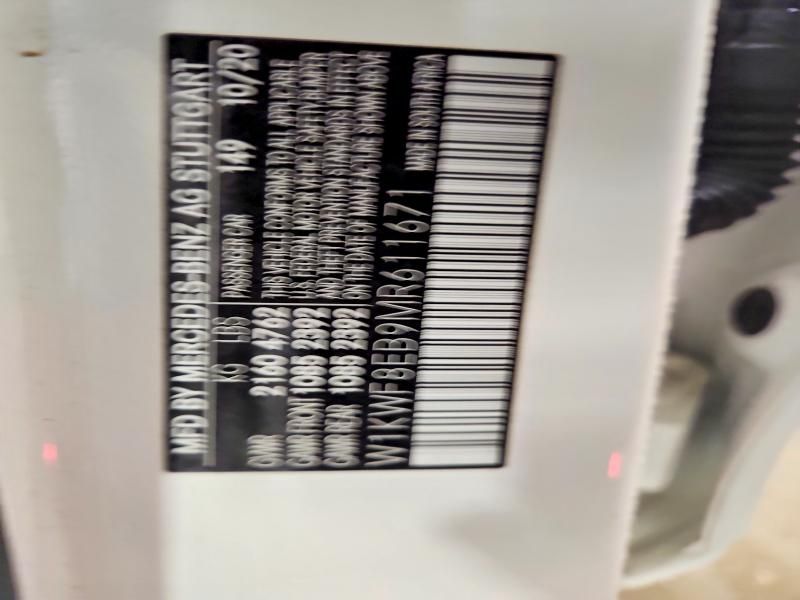 MFD BY MERCEDES-BENZ AG STUTTGART
KG LBS PASSENGER CAR 149 10/20
GVWR 2160 4762 THIS VEHICLE CONFORMS TO ALL APPLICABLE
GAWR FRONT 1085 2392 U.S. FEDERAL MOTOR VEHICLE SAFETY, BUMPER
GAWR REAR 1085 2392 AND THEFT PREVENTION STANDARDS IN EFFECT
ON THE DATE OF MANUFACTURE SHOWN ABOVE
W1KWF8EB9MR611671 MADE IN SOUTH AFRICA